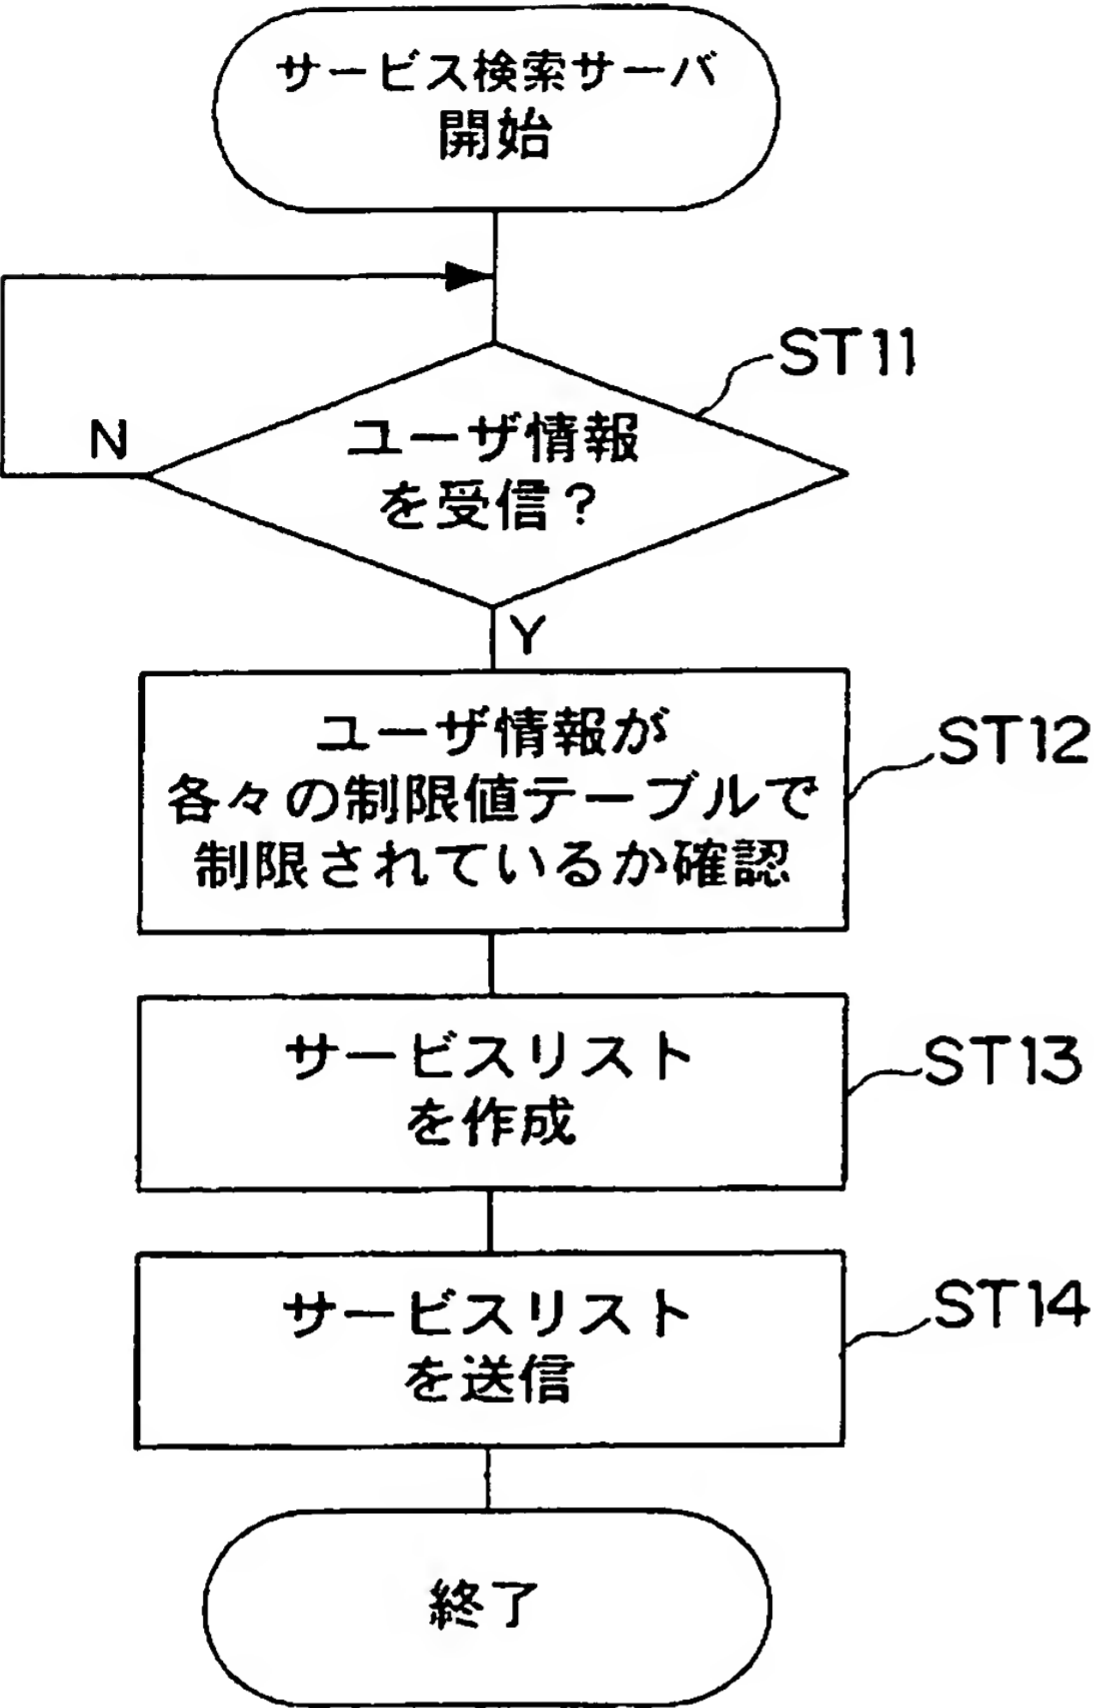 サービス検索サーバ
開始
ST11
N
ユーザ情報
を受信?
Y
ユーザ情報が
各々の制限値テーブルで
制限されているか確認
ST12
サービスリスト
を作成
ST13
サービスリスト
を送信
ST14
終了